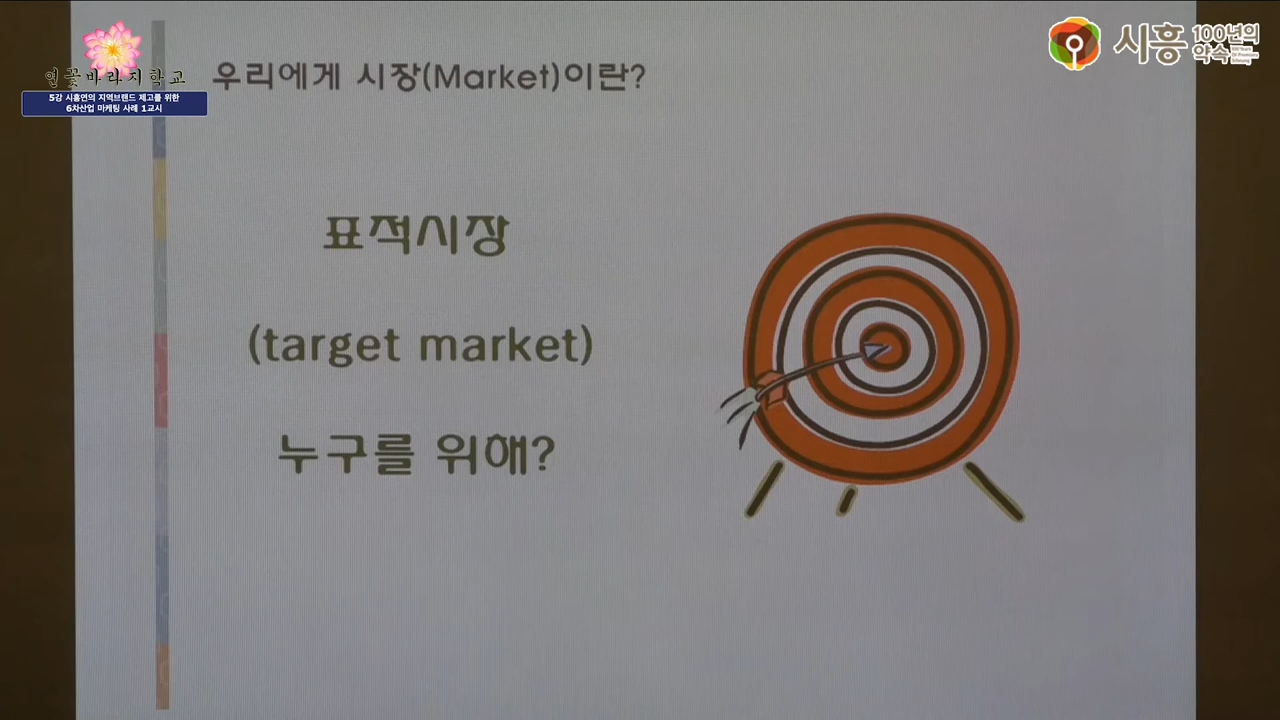 연꽃바라지학교
5강 시흥연의 지역브랜드 제고를 위한
6차산업 마케팅 사례 1교시
시흥 100년의 약속
우리에게 시장(Market)이란?
표적시장
(target market)
누구를 위해?